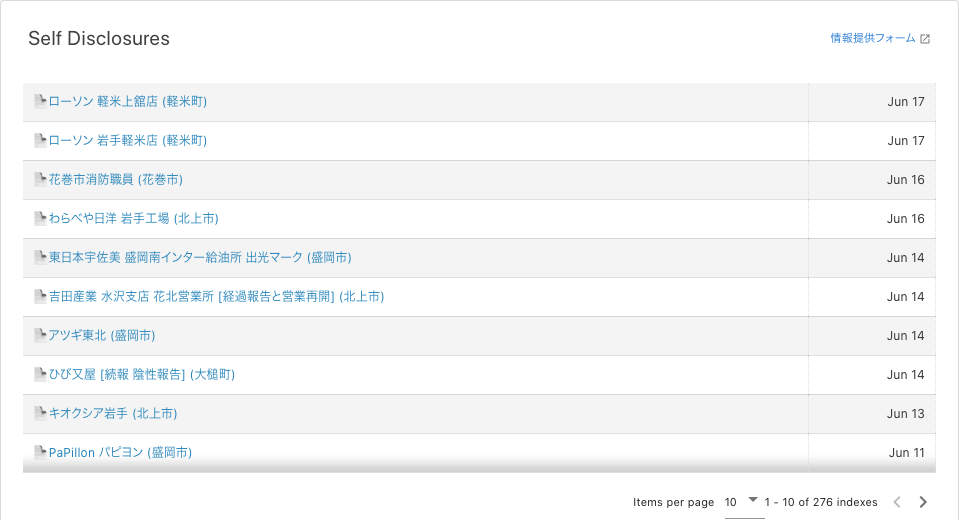 Self Disclosures
情報提供フォーム
ローソン 軽米上舘店 (軽米町)
Jun 17
ローソン 岩手軽米店 (軽米町)
Jun 17
花巻市消防職員 (花巻市)
Jun 16
わらべや日洋 岩手工場 (北上市)
Jun 16
東日本宇佐美 盛岡南インター給油所 出光マーク (盛岡市)
Jun 14
吉田産業 水沢支店 花北営業所 [経過報告と営業再開] (北上市)
Jun 14
アツギ東北 (盛岡市)
Jun 14
ひび又屋 [続報 陰性報告] (大槌町)
Jun 14
キオクシア岩手 (北上市)
Jun 13
PaPillon パピヨン (盛岡市)
Jun 11
Items per page 10 1 - 10 of 276 indexes